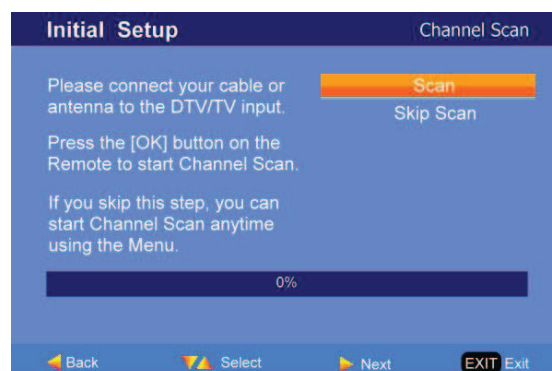 Initial Setup
Channel Scan
Please connect your cable or
antenna to the DTV/TV input.
Press the [OK] button on the
Remote to start Channel Scan.
If you skip this step, you can
start Channel Scan anytime
using the Menu.
Scan
Skip Scan
0%
Back Select Next EXIT Exit